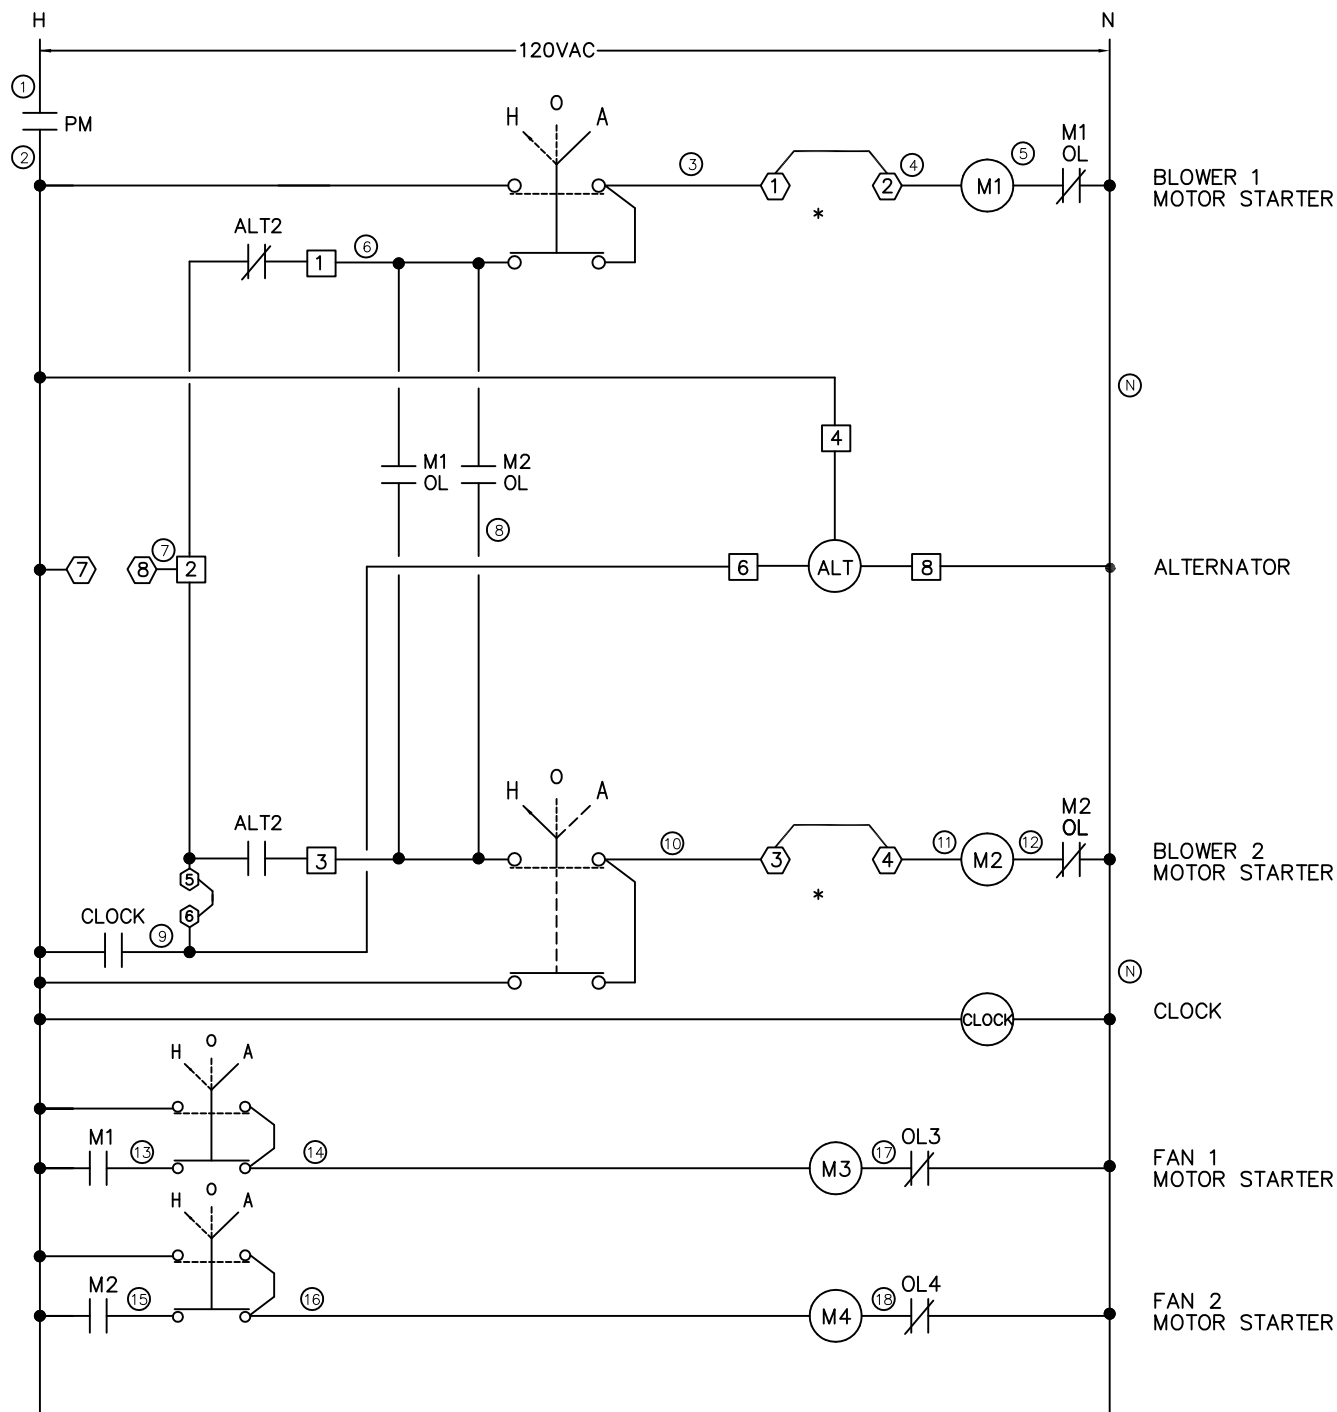 H
N
120VAC
1
PM
2
H O A
3
1
2
*
4
M1
5
M1
OL
BLOWER 1
MOTOR STARTER
ALT2
1
6
N
4
M1
OL
M2
OL
8
7
8
7
2
6
ALT
8
ALTERNATOR
H O A
ALT2
3
10
3
4
*
11
M2
12
M2
OL
BLOWER 2
MOTOR STARTER
5
6
CLOCK
9
N
CLOCK
CLOCK
H O A
M1
13
14
M3
17
OL3
FAN 1
MOTOR STARTER
H O A
M2
15
16
M4
18
OL4
FAN 2
MOTOR STARTER